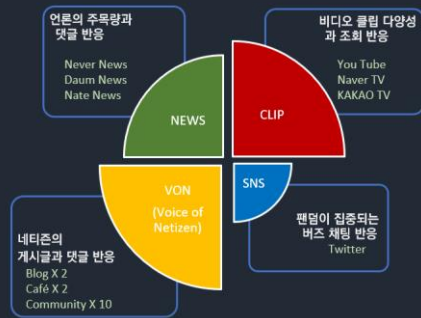 언론의 주목량과
댓글 반응
Never News
Daum News
Nate News
비디오 클립 다양성
과 조회 반응
You Tube
Naver TV
KAKAO TV
NEWS
CLIP
VON
(Voice of
Netizen)
SNS
네티즌의
게시글과 댓글 반응
Blog X 2
Café X 2
Community X 10
팬덤이 집중되는
버즈 채팅 반응
Twitter